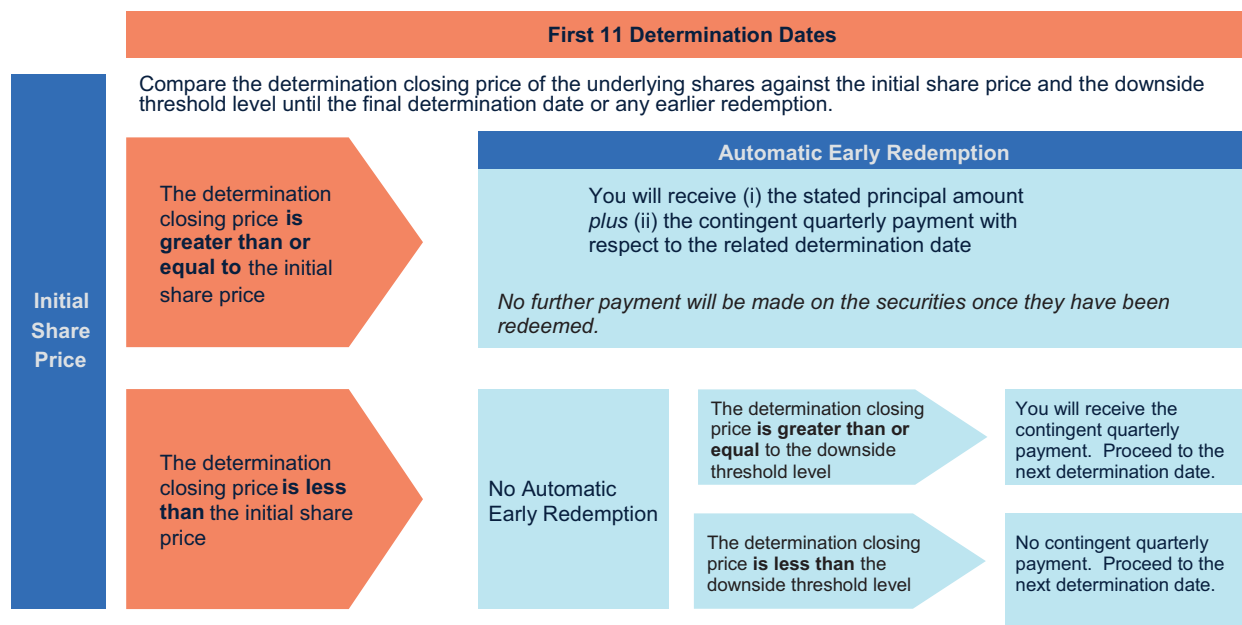 First 11 Determination Dates
Compare the determination closing price of the underlying shares against the initial share price and the downside
threshold level until the final determination date or any earlier redemption.
Initial
Share
Price
The determination
closing price is
greater than or
equal to the initial
share price
Automatic Early Redemption
You will receive (i) the stated principal amount
plus (ii) the contingent quarterly payment with
respect to the related determination date
No further payment will be made on the securities once they have been
redeemed.
The determination
closing price is less
than the initial share
price
No Automatic
Early Redemption
The determination closing
price is greater than or
equal to the downside
threshold level
You will receive the
contingent quarterly
payment.  Proceed to the
next determination date.
The determination closing
price is less than the
downside threshold level
No contingent quarterly
payment.  Proceed to the
next determination date.